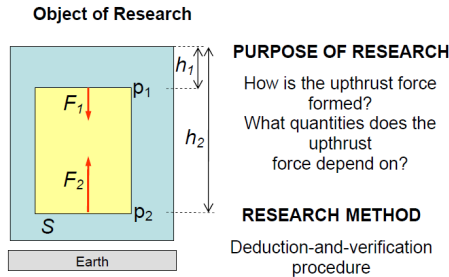 Object of Research
h1
p1
F1
h2
F2
p2
S
Earth
PURPOSE OF RESEARCH
How is the upthrust force
formed?
What quantities does the
upthrust
force depend on?
RESEARCH METHOD
Deduction-and-verification
procedure